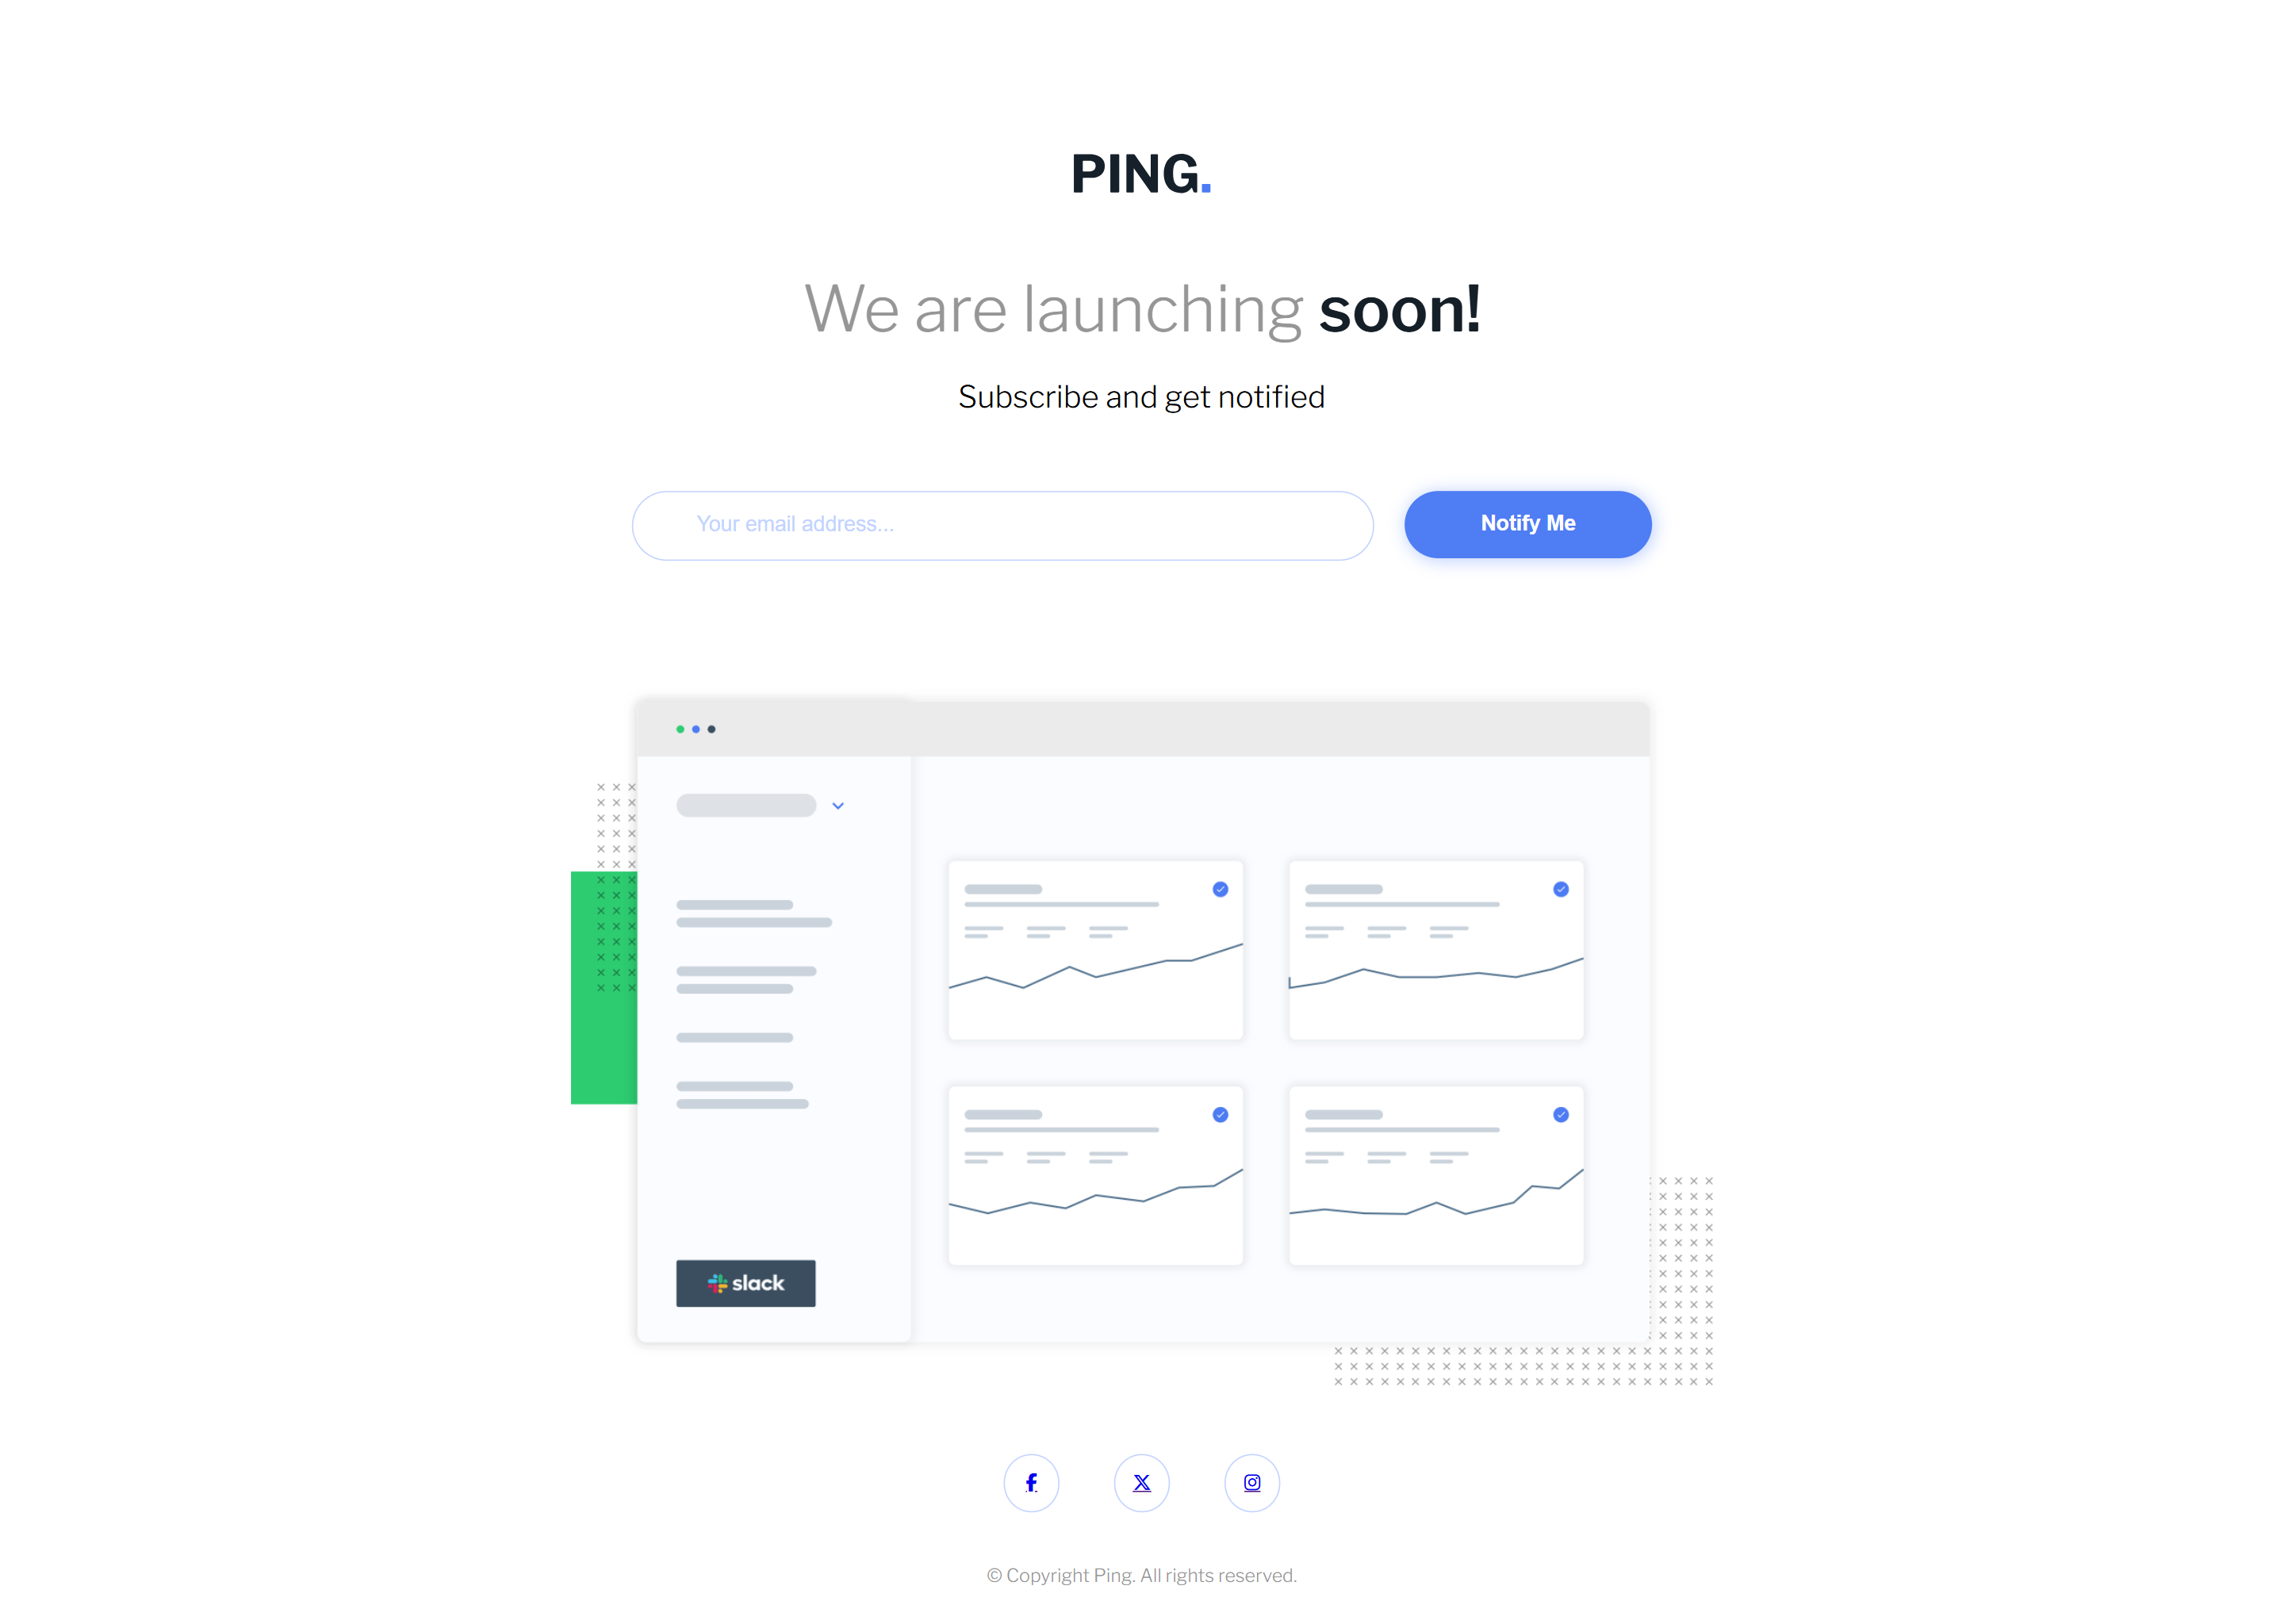 PING.
We are launching soon!
Subscribe and get notified
Your email address...
Notify Me
slack
© Copyright Ping. All rights reserved.